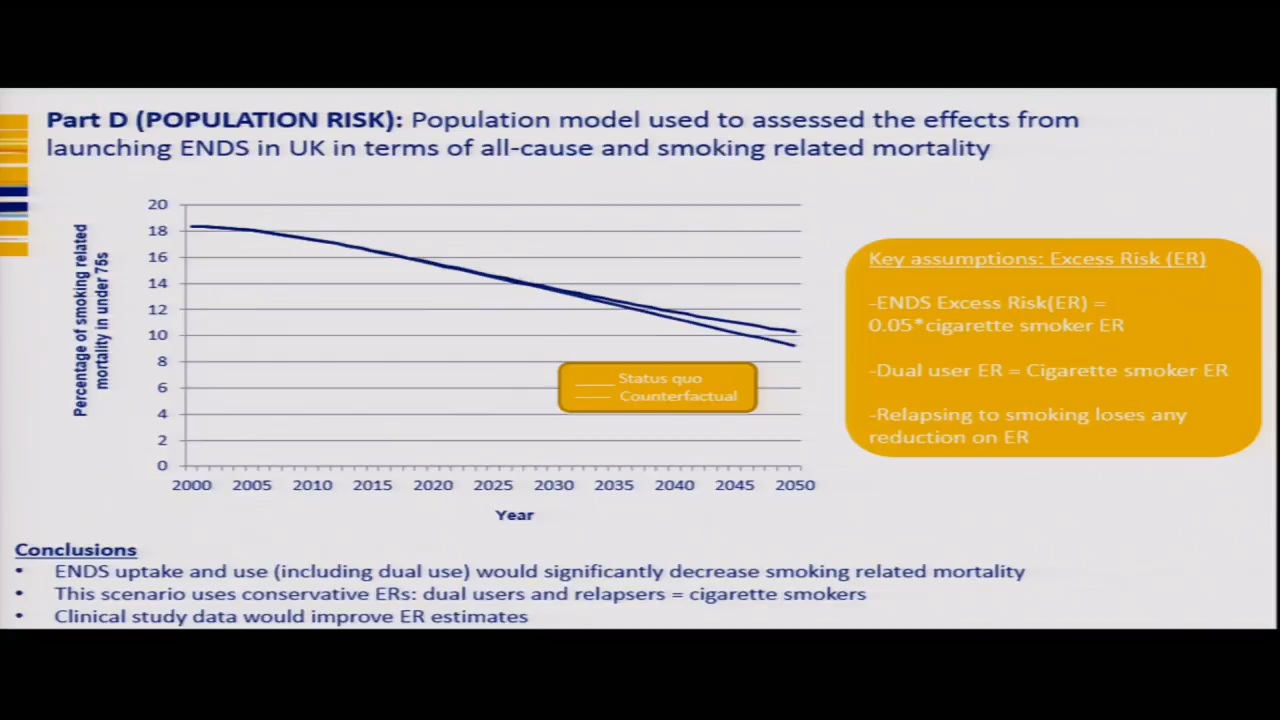 Part D (POPULATION RISK): Population model used to assessed the effects from
launching ENDS in UK in terms of all-cause and smoking related mortality
Percentage of smoking related
mortality in under 75s
20
18
16
14
12
10
8
6
4
2
0
Status quo
Counterfactual
2000 2005 2010 2015 2020 2025 2030 2035 2040 2045 2050
Year
Key assumptions: Excess Risk (ER)
-ENDS Excess Risk(ER) =
0.05*cigarette smoker ER
-Dual user ER = Cigarette smoker ER
-Relapsing to smoking loses any
reduction on ER
Conclusions
• ENDS uptake and use (including dual use) would significantly decrease smoking related mortality
• This scenario uses conservative ERs: dual users and relapsers = cigarette smokers
• Clinical study data would improve ER estimates